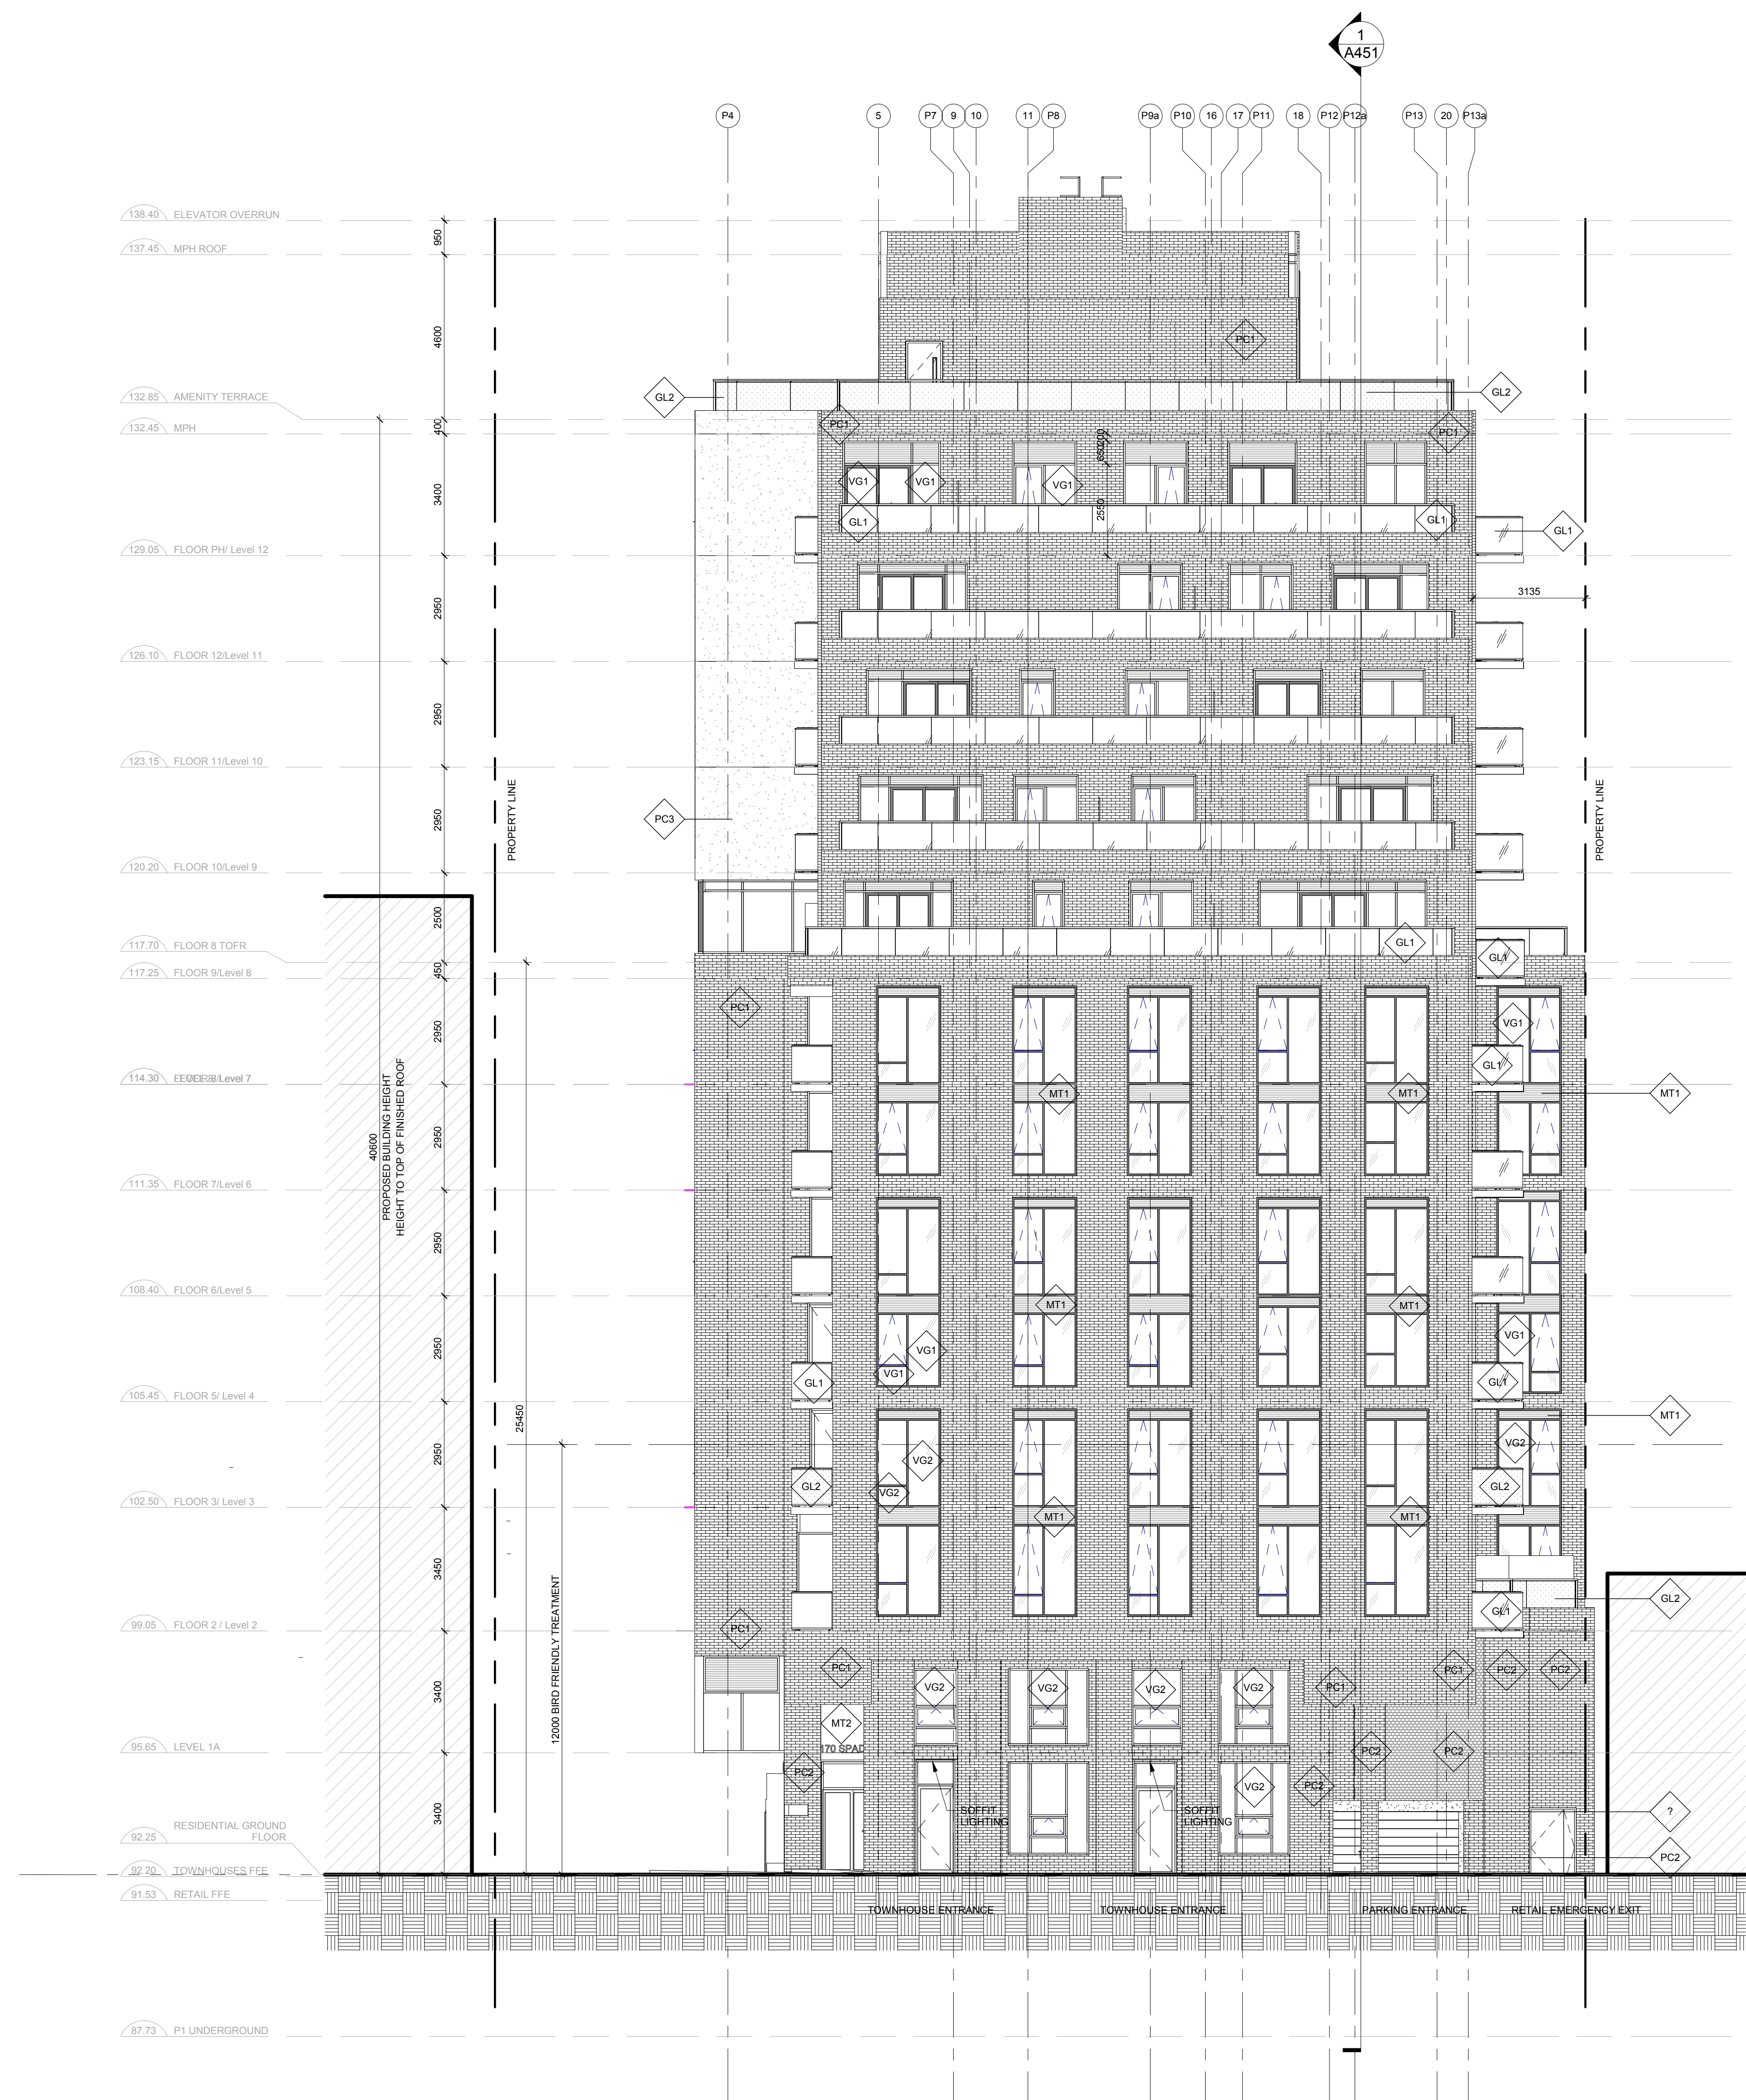 1
A451
P4
5
P7
9
10
11
P8
P9a
P10
16
17
P11
18
P12
P12a
P13
20
P13a
138.40 ELEVATOR OVERRUN
950
137.45 MPH ROOF
4600
PC1
132.85 AMENITY TERRACE
GL2
GL2
400
132.45 MPH
PC1
PC1
200
650
3400
VG1
VG1
VG1
2550
GL1
GL1
GL1
129.05 FLOOR PH/ Level 12
2950
3135
126.10 FLOOR 12/Level 11
2950
123.15 FLOOR 11/Level 10
PROPERTY LINE
PROPERTY LINE
2950
PC3
120.20 FLOOR 10/Level 9
2500
117.70 FLOOR 8 TOFR
GL1
GL1
450
117.25 FLOOR 9/Level 8
PC1
VG1
2950
GL1
114.30
MT1
MT1
MT1
40600
PROPOSED BUILDING HEIGHT
HEIGHT TO TOP OF FINISHED ROOF
2950
111.35 FLOOR 7/Level 6
2950
108.40 FLOOR 6/Level 5
MT1
MT1
2950
VG1
VG1
VG1
GL1
GL1
105.45 FLOOR 5/ Level 4
25450
MT1
2950
VG2
VG2
VG2
GL2
GL2
102.50 FLOOR 3/ Level 3
MT1
MT1
3450
12000 BIRD FRIENDLY TREATMENT
GL2
GL1
99.05 FLOOR 2 / Level 2
PC1
3400
PC1
VG2
VG2
VG2
VG2
PC1
PC1
PC2
PC2
MT2
170 SPAD
95.65 LEVEL 1A
PC2
PC2
PC2
VG2
PC2
3400
SOFFIT
LIGHTING
SOFFIT
LIGHTING
?
RESIDENTIAL GROUND
92.25 FLOOR
PC2
92.20 TOWNHOUSES FFE
91.53 RETAIL FFE
TOWNHOUSE ENTRANCE
TOWNHOUSE ENTRANCE
PARKING ENTRANCE
RETAIL EMERGENCY EXIT
87.73 P1 UNDERGROUND